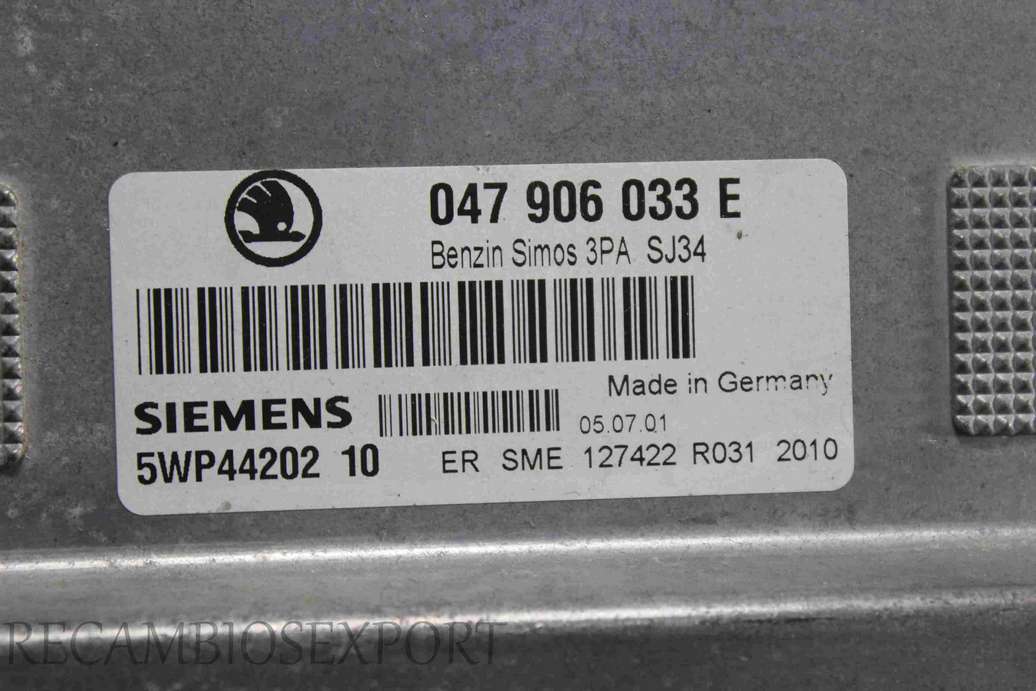 047 906 033 E
Benzin Simos 3PA SJ34
Made in Germany
SIEMENS
05.07.01
5WP44202 10
ER SME 127422 R031 2010
RECAMBIOSEXPORT